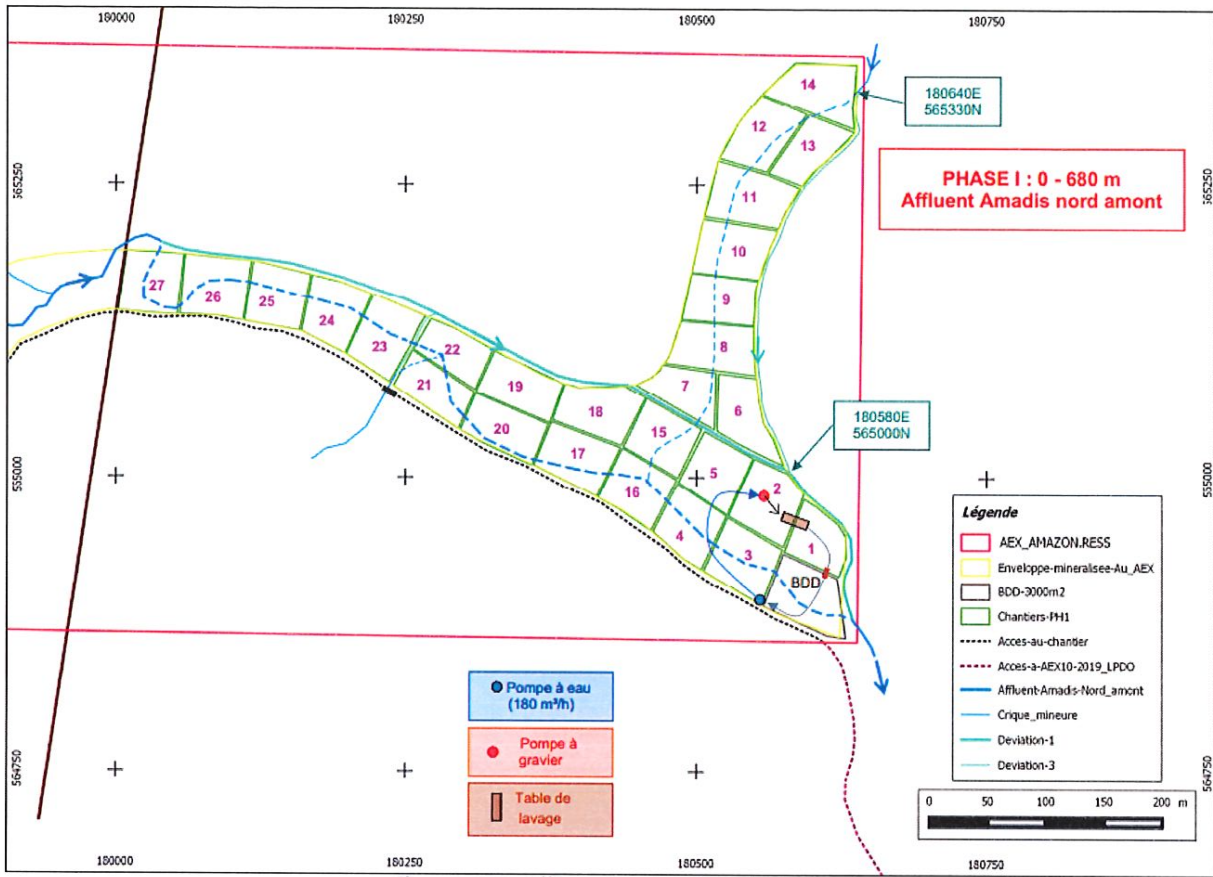 180000
180250
180500
180750
14
180640E
565330N
12
13
565250
565250
PHASE I : 0 - 680 m
Affluent Amadis nord amont
11
10
27
26
25
9
24
8
23
22
7
21
19
6
18
180580E
565000N
20
15
17
5
555000
555000
2
16
4
3
1
BDD
Légende
AEX_AMAZON.RESS
Enveloppe-mineralisee-Au_AEX
BDD-3000m2
Chantiers-PH1
Acces-au-chantier
Acces-a-AEX10-2019_LPDO
Affluent-Amadis-Nord_amont
Crique_mineure
Deviation-1
Deviation-3
Pompe à eau
(180 m³/h)
Pompe à
gravier
Table de
lavage
564750
564750
0 50 100 150 200 m
180000
180250
180500
180750